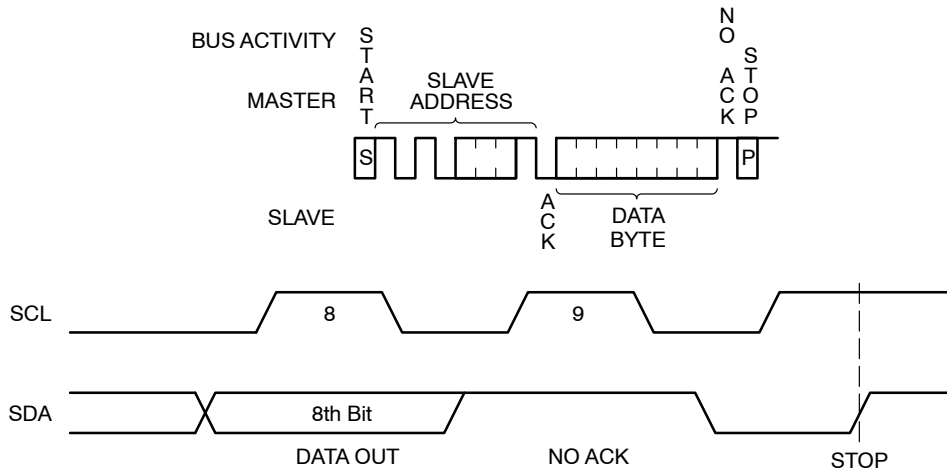 BUS ACTIVITY
MASTER
START
SLAVE
ADDRESS
NO ACK
STOP
S
P
SLAVE
ACK
DATA
BYTE
SCL
8
9
SDA
8th Bit
DATA OUT
NO ACK
STOP